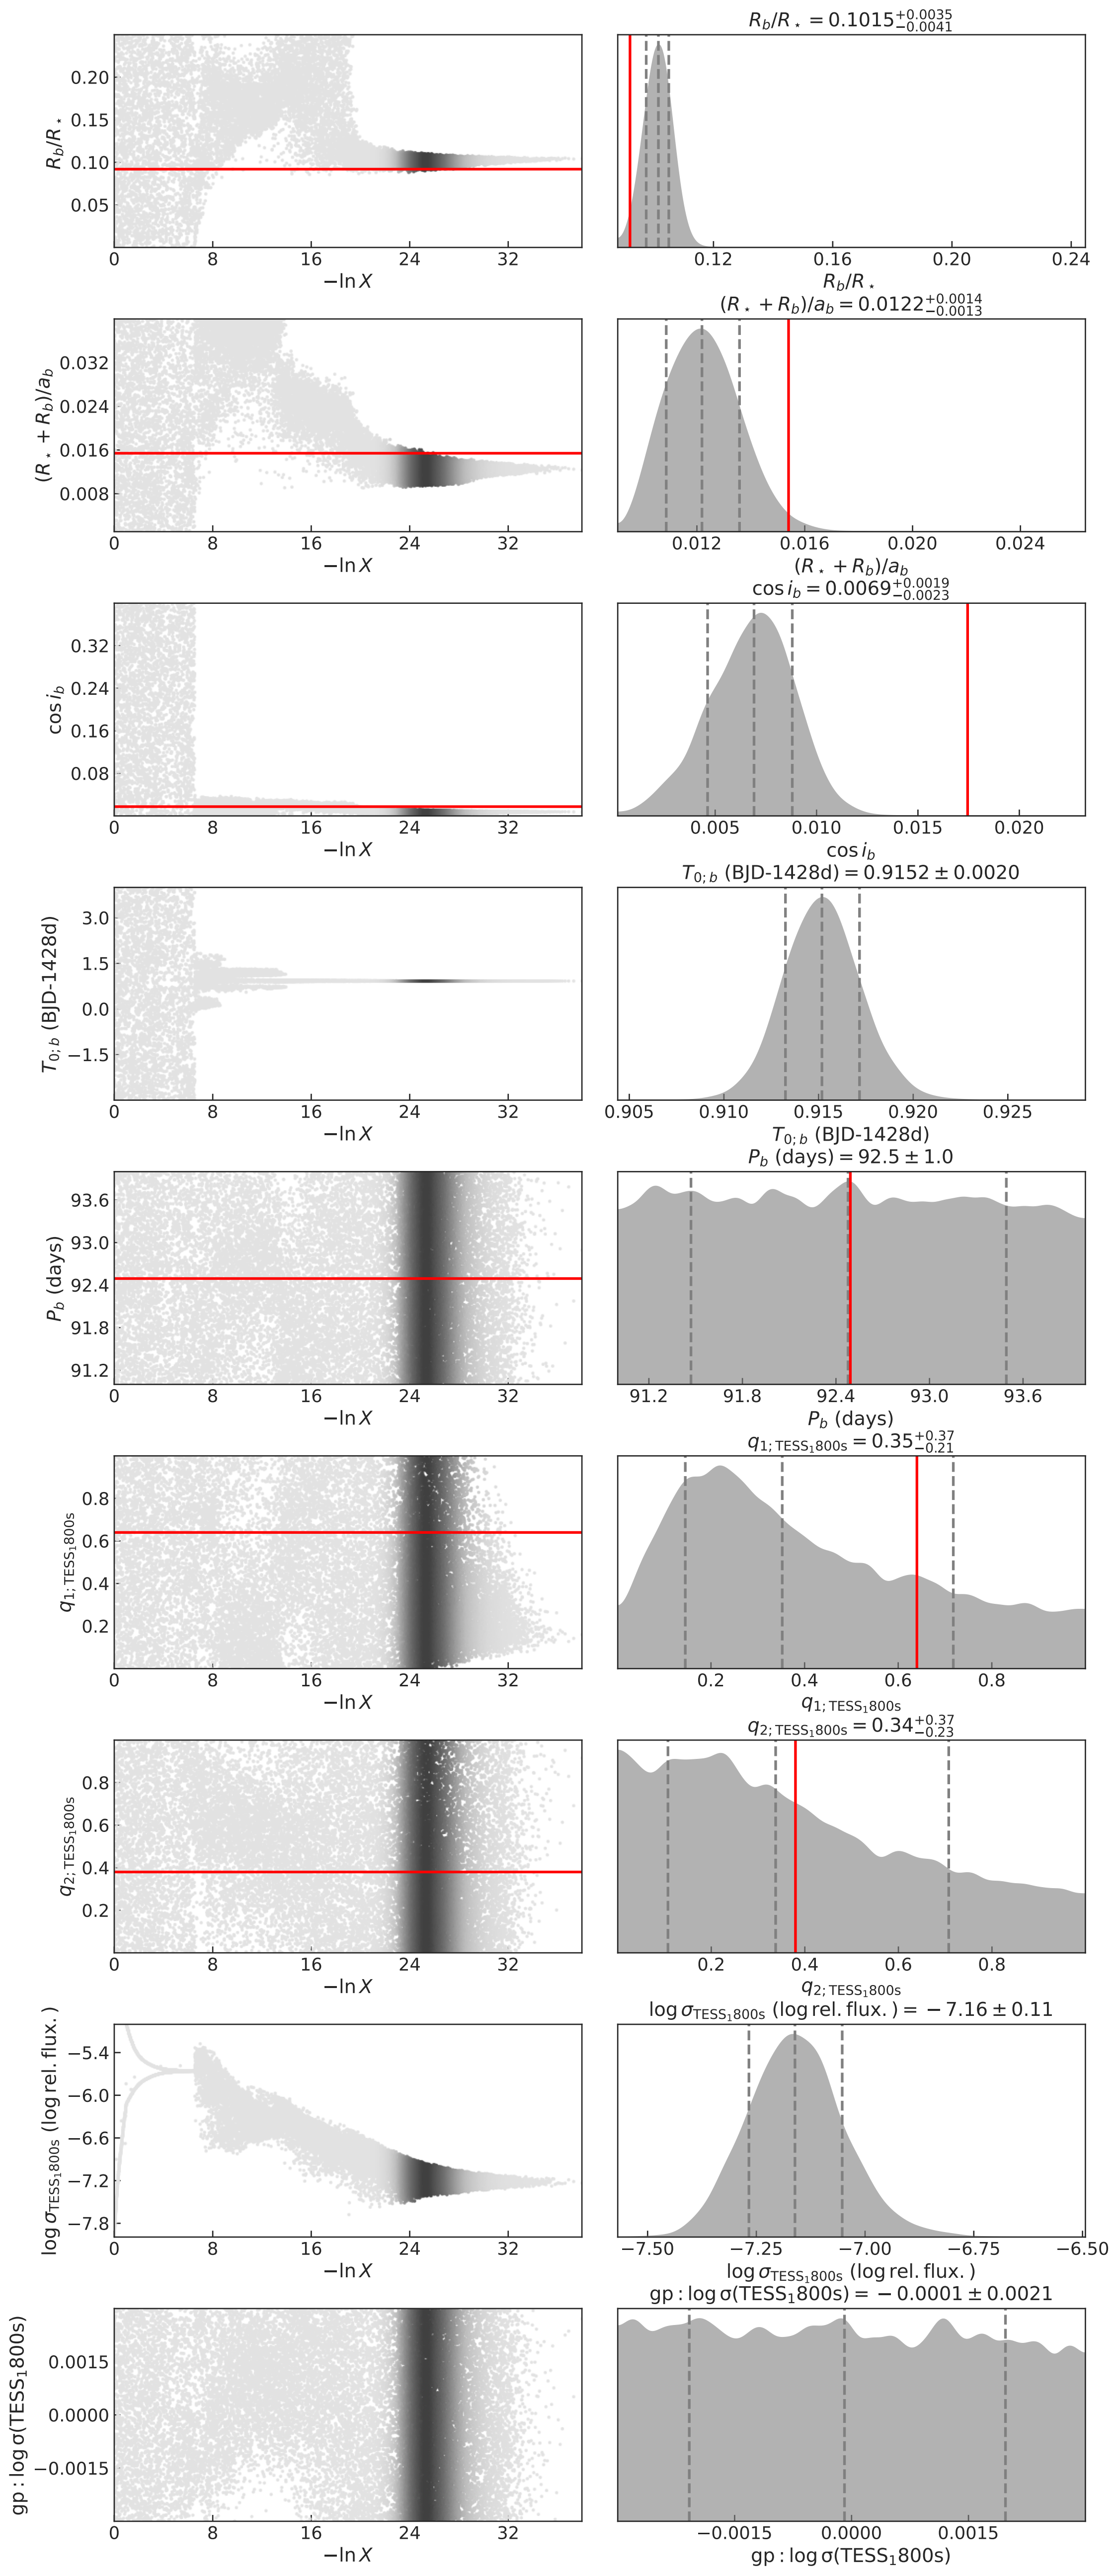 R_b/R_⋆ = 0.1015^{+0.0035}_{−0.0041}
0.20
0.15
0.10
0.05
R_b/R_⋆
0 8 16 24 32
−ln X
0.12 0.16 0.20 0.24
R_b/R_⋆
(R_⋆ + R_b)/a_b = 0.0122^{+0.0014}_{−0.0013}
0.032
0.024
0.016
0.008
(R_⋆ + R_b)/a_b
0 8 16 24 32
−ln X
0.012 0.016 0.020 0.024
(R_⋆ + R_b)/a_b
cos i_b = 0.0069^{+0.0019}_{−0.0023}
0.32
0.24
0.16
0.08
cos i_b
0 8 16 24 32
−ln X
0.005 0.010 0.015 0.020
cos i_b
T_{0;b} (BJD-1428d) = 0.9152 ± 0.0020
3.0
1.5
0.0
−1.5
T_{0;b} (BJD-1428d)
0 8 16 24 32
−ln X
0.905 0.910 0.915 0.920 0.925
T_{0;b} (BJD-1428d)
P_b (days) = 92.5 ± 1.0
93.6
93.0
92.4
91.8
91.2
P_b (days)
0 8 16 24 32
−ln X
91.2 91.8 92.4 93.0 93.6
P_b (days)
q_{1; TESS_1800s} = 0.35^{+0.37}_{−0.21}
0.8
0.6
0.4
0.2
q_{1; TESS_1800s}
0 8 16 24 32
−ln X
0.2 0.4 0.6 0.8
q_{1; TESS_1800s}
q_{2; TESS_1800s} = 0.34^{+0.37}_{−0.23}
0.8
0.6
0.4
0.2
q_{2; TESS_1800s}
0 8 16 24 32
−ln X
0.2 0.4 0.6 0.8
q_{2; TESS_1800s}
log σ_{TESS_1800s} (log rel. flux.) = −7.16 ± 0.11
−5.4
−6.0
−6.6
−7.2
−7.8
log σ_{TESS_1800s} (log rel. flux.)
0 8 16 24 32
−ln X
−7.50 −7.25 −7.00 −6.75 −6.50
log σ_{TESS_1800s} (log rel. flux.)
gp: log σ(TESS_1800s) = −0.0001 ± 0.0021
0.0015
0.0000
−0.0015
gp: log σ(TESS_1800s)
0 8 16 24 32
−ln X
−0.0015 0.0000 0.0015
gp: log σ(TESS_1800s)